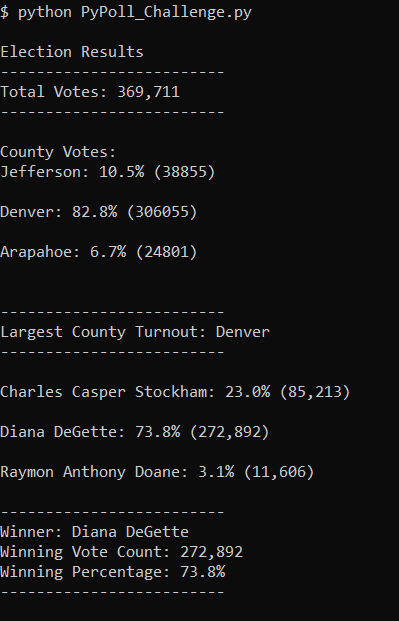 $ python PyPoll_Challenge.py
Election Results
-------------------------
Total Votes: 369,711
-------------------------
County Votes:
Jefferson: 10.5% (38855)
Denver: 82.8% (306055)
Arapahoe: 6.7% (24801)
-------------------------
Largest County Turnout: Denver
-------------------------
Charles Casper Stockham: 23.0% (85,213)
Diana DeGette: 73.8% (272,892)
Raymon Anthony Doane: 3.1% (11,606)
-------------------------
Winner: Diana DeGette
Winning Vote Count: 272,892
Winning Percentage: 73.8%
-------------------------